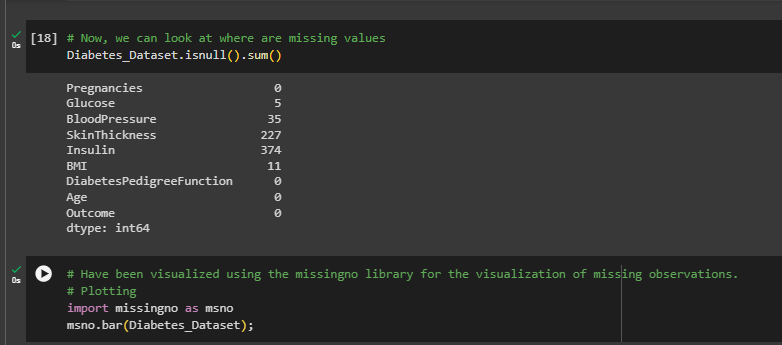 [18] # Now, we can look at where are missing values
Diabetes_Dataset.isnull().sum()
0s
Pregnancies 0
Glucose 5
BloodPressure 35
SkinThickness 227
Insulin 374
BMI 11
DiabetesPedigreeFunction 0
Age 0
Outcome 0
dtype: int64
0s
# Have been visualized using the missingno library for the visualization of missing observations.
# Plotting
import missingno as msno
msno.bar(Diabetes_Dataset);